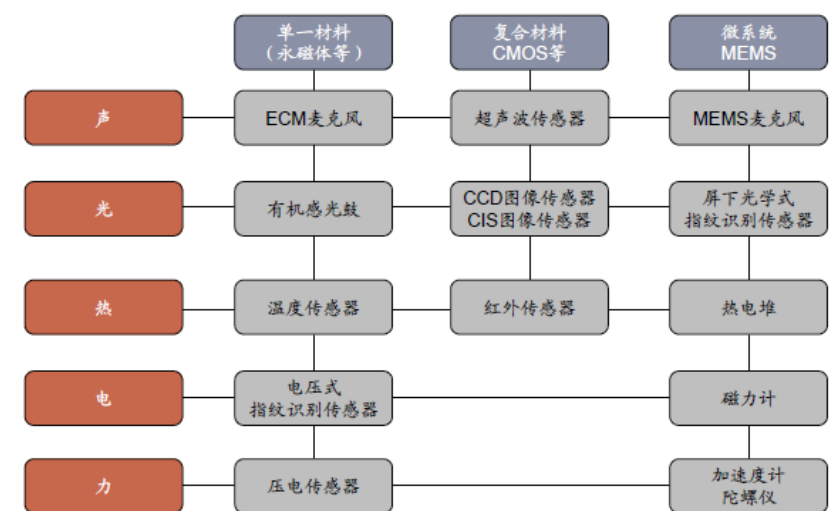 单一材料
（永磁体等）
复合材料
CMOS等
微系统
MEMS
声
ECM麦克风
超声波传感器
MEMS麦克风
光
有机感光鼓
CCD图像传感器
CIS图像传感器
屏下光学式
指纹识别传感器
热
温度传感器
红外传感器
热电堆
电
电压式
指纹识别传感器
磁力计
力
压电传感器
加速度计
陀螺仪